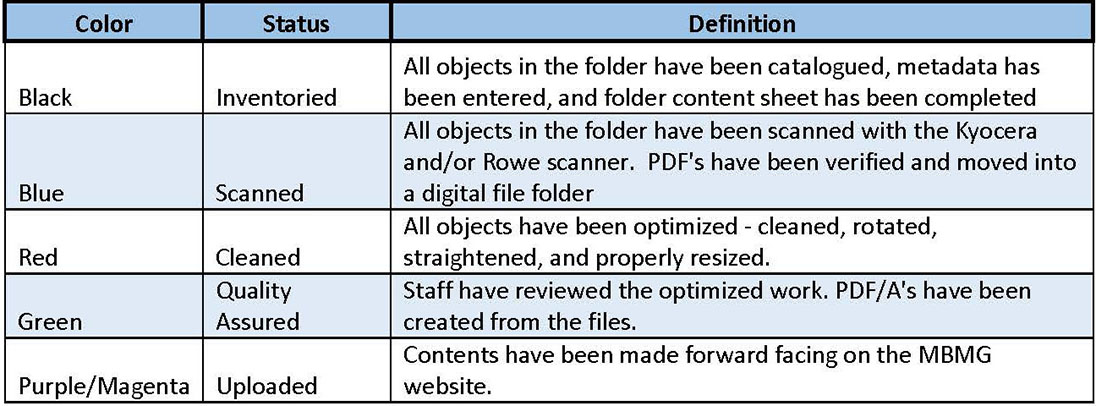 Color Status Definition
All objects in the folder have been catalogued, metadata has
Black Inventoried been entered, and folder content sheet has been completed
All objects in the folder have been scanned with the Kyocera
and/or Rowe scanner.  PDF's have been verified and moved into
Blue Scanned a digital file folder
All objects have been optimized - cleaned, rotated,
Red Cleaned straightened, and properly resized.
Quality Staff have reviewed the optimized work. PDF/A's have been
Green Assured created from the files.
Contents have been made forward facing on the MBMG
Purple/Magenta Uploaded website.